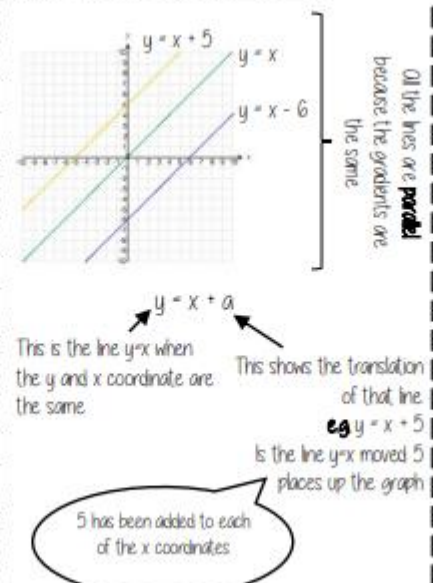 y = x + 5
y = x
y = x - 6
All the lines are parallel
because the gradients are
the same
y = x + a
This is the line y=x when
the y and x coordinate are
the same
This shows the translation
of that line
eg y = x + 5
Is the line y=x moved 5
places up the graph
5 has been added to each
of the x coordinates